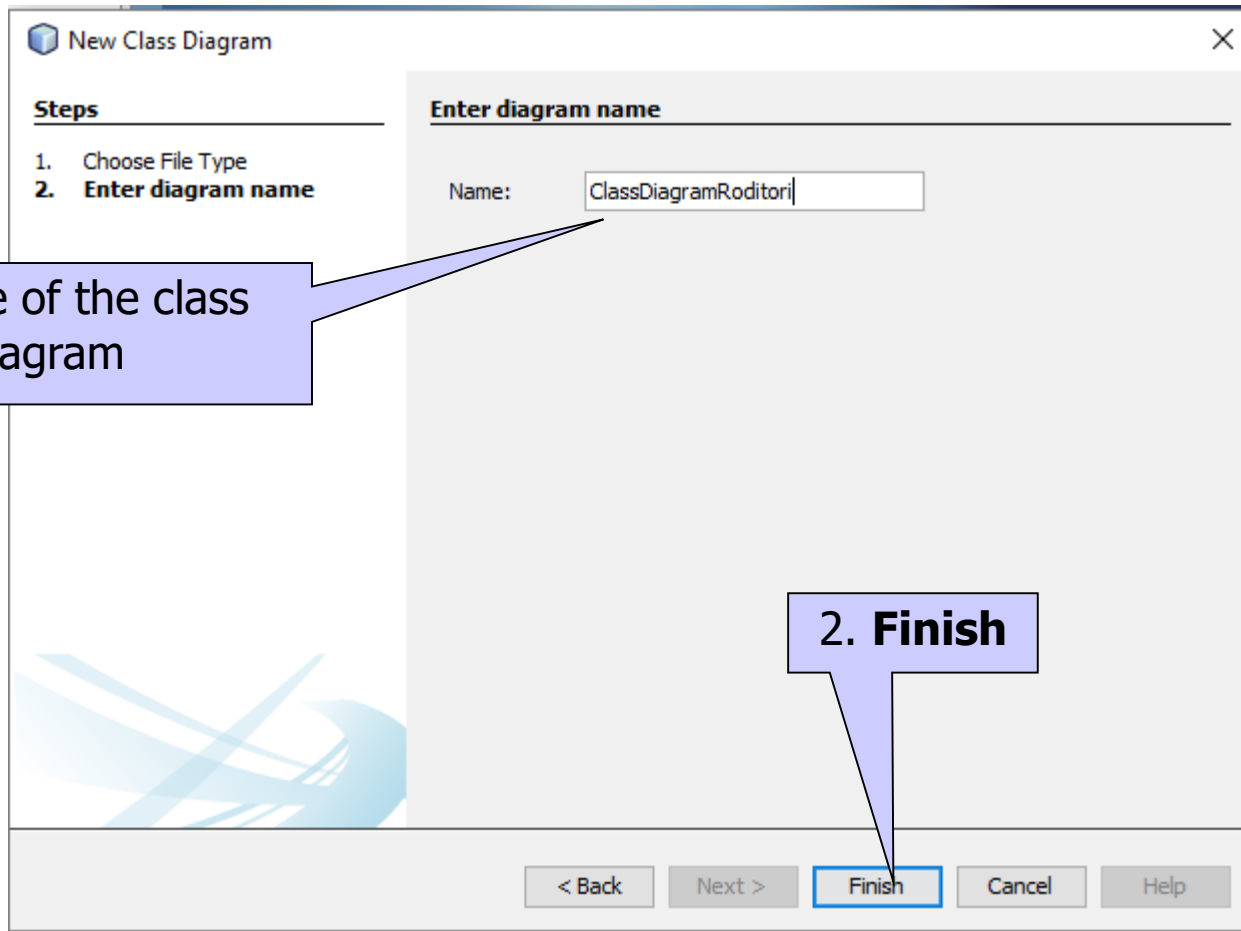 New Class Diagram
Steps
1. Choose File Type
2. Enter diagram name
Enter diagram name
Name: ClassDiagramRoditori
e of the class
agram
2. Finish
< Back Next > Finish Cancel Help